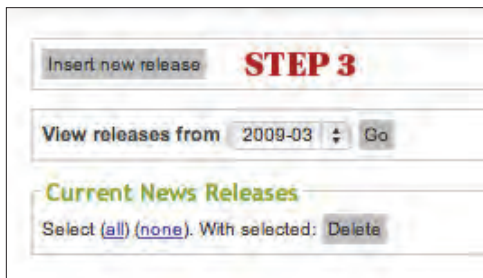 Insert new release STEP 3
View releases from 2009-03 Go
Current News Releases
Select (all) (none). With selected: Delete